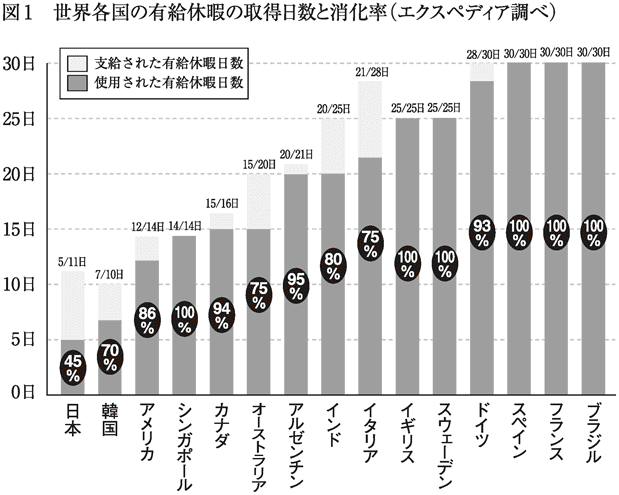 図1 世界各国の有給休暇の取得日数と消化率(エクスペディア調べ)
支給された有給休暇日数
使用された有給休暇日数
30日
25日
20日
15日
10日
5日
0日
5/11日
7/10日
12/14日
14/14日
15/16日
15/20日
20/21日
20/25日
21/28日
25/25日
25/25日
28/30日
30/30日
30/30日
30/30日
45%
70%
86%
100%
94%
75%
95%
80%
75%
100%
100%
93%
100%
100%
100%
日本
韓国
アメリカ
シンガポール
カナダ
オーストラリア
アルゼンチン
インド
イタリア
イギリス
スウェーデン
ドイツ
スペイン
フランス
ブラジル